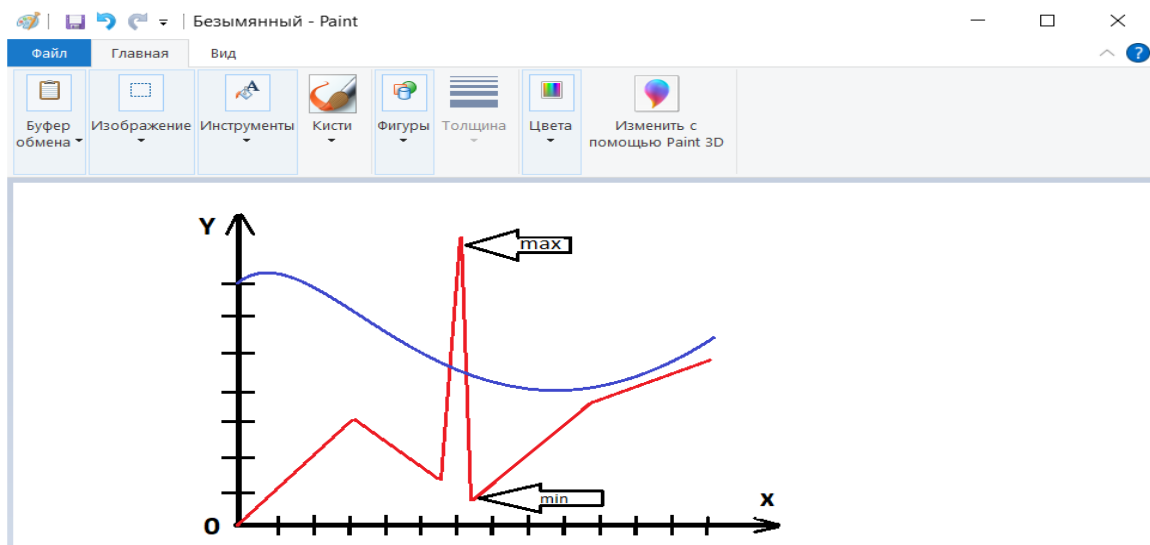 Безымянный - Paint
Файл Главная Вид
?
Буфер обмена
Изображение
Инструменты
Кисти
Фигуры
Толщина
Цвета
Изменить с
помощью Paint 3D
Y
max
min
x
0